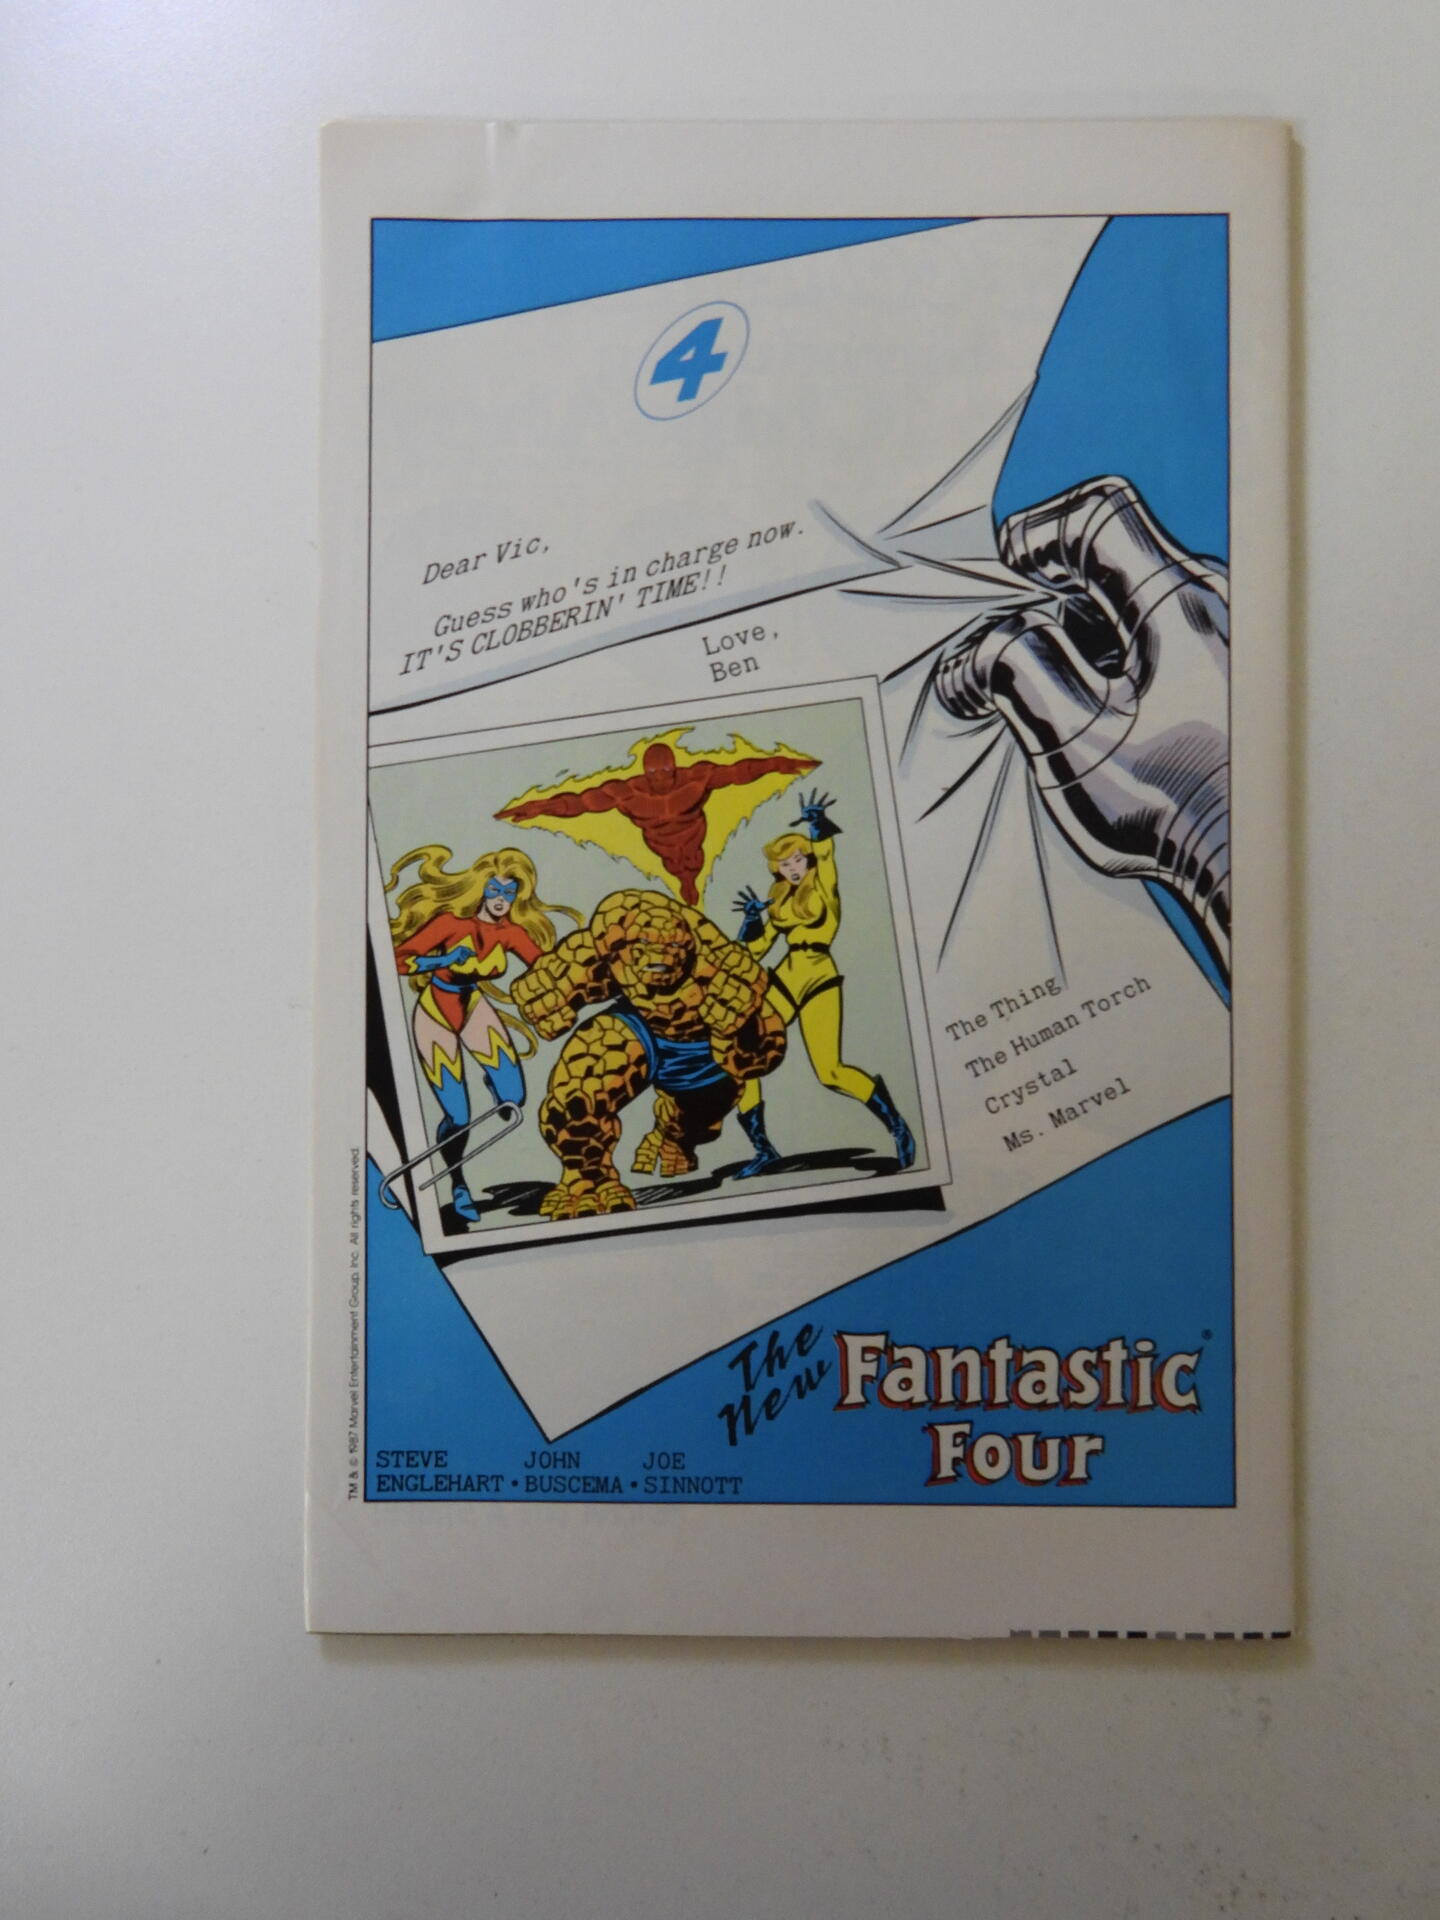 4
Dear Vic,
Guess who's in charge now.
IT'S CLOBBERIN' TIME!!
Love,
Ben
The Thing
The Human Torch
Crystal
Ms. Marvel
The
New
Fantastic
Four®
STEVE JOHN JOE
ENGLEHART • BUSCEMA • SINNOTT
TM & © 1987 Marvel Entertainment Group, Inc. All rights reserved.